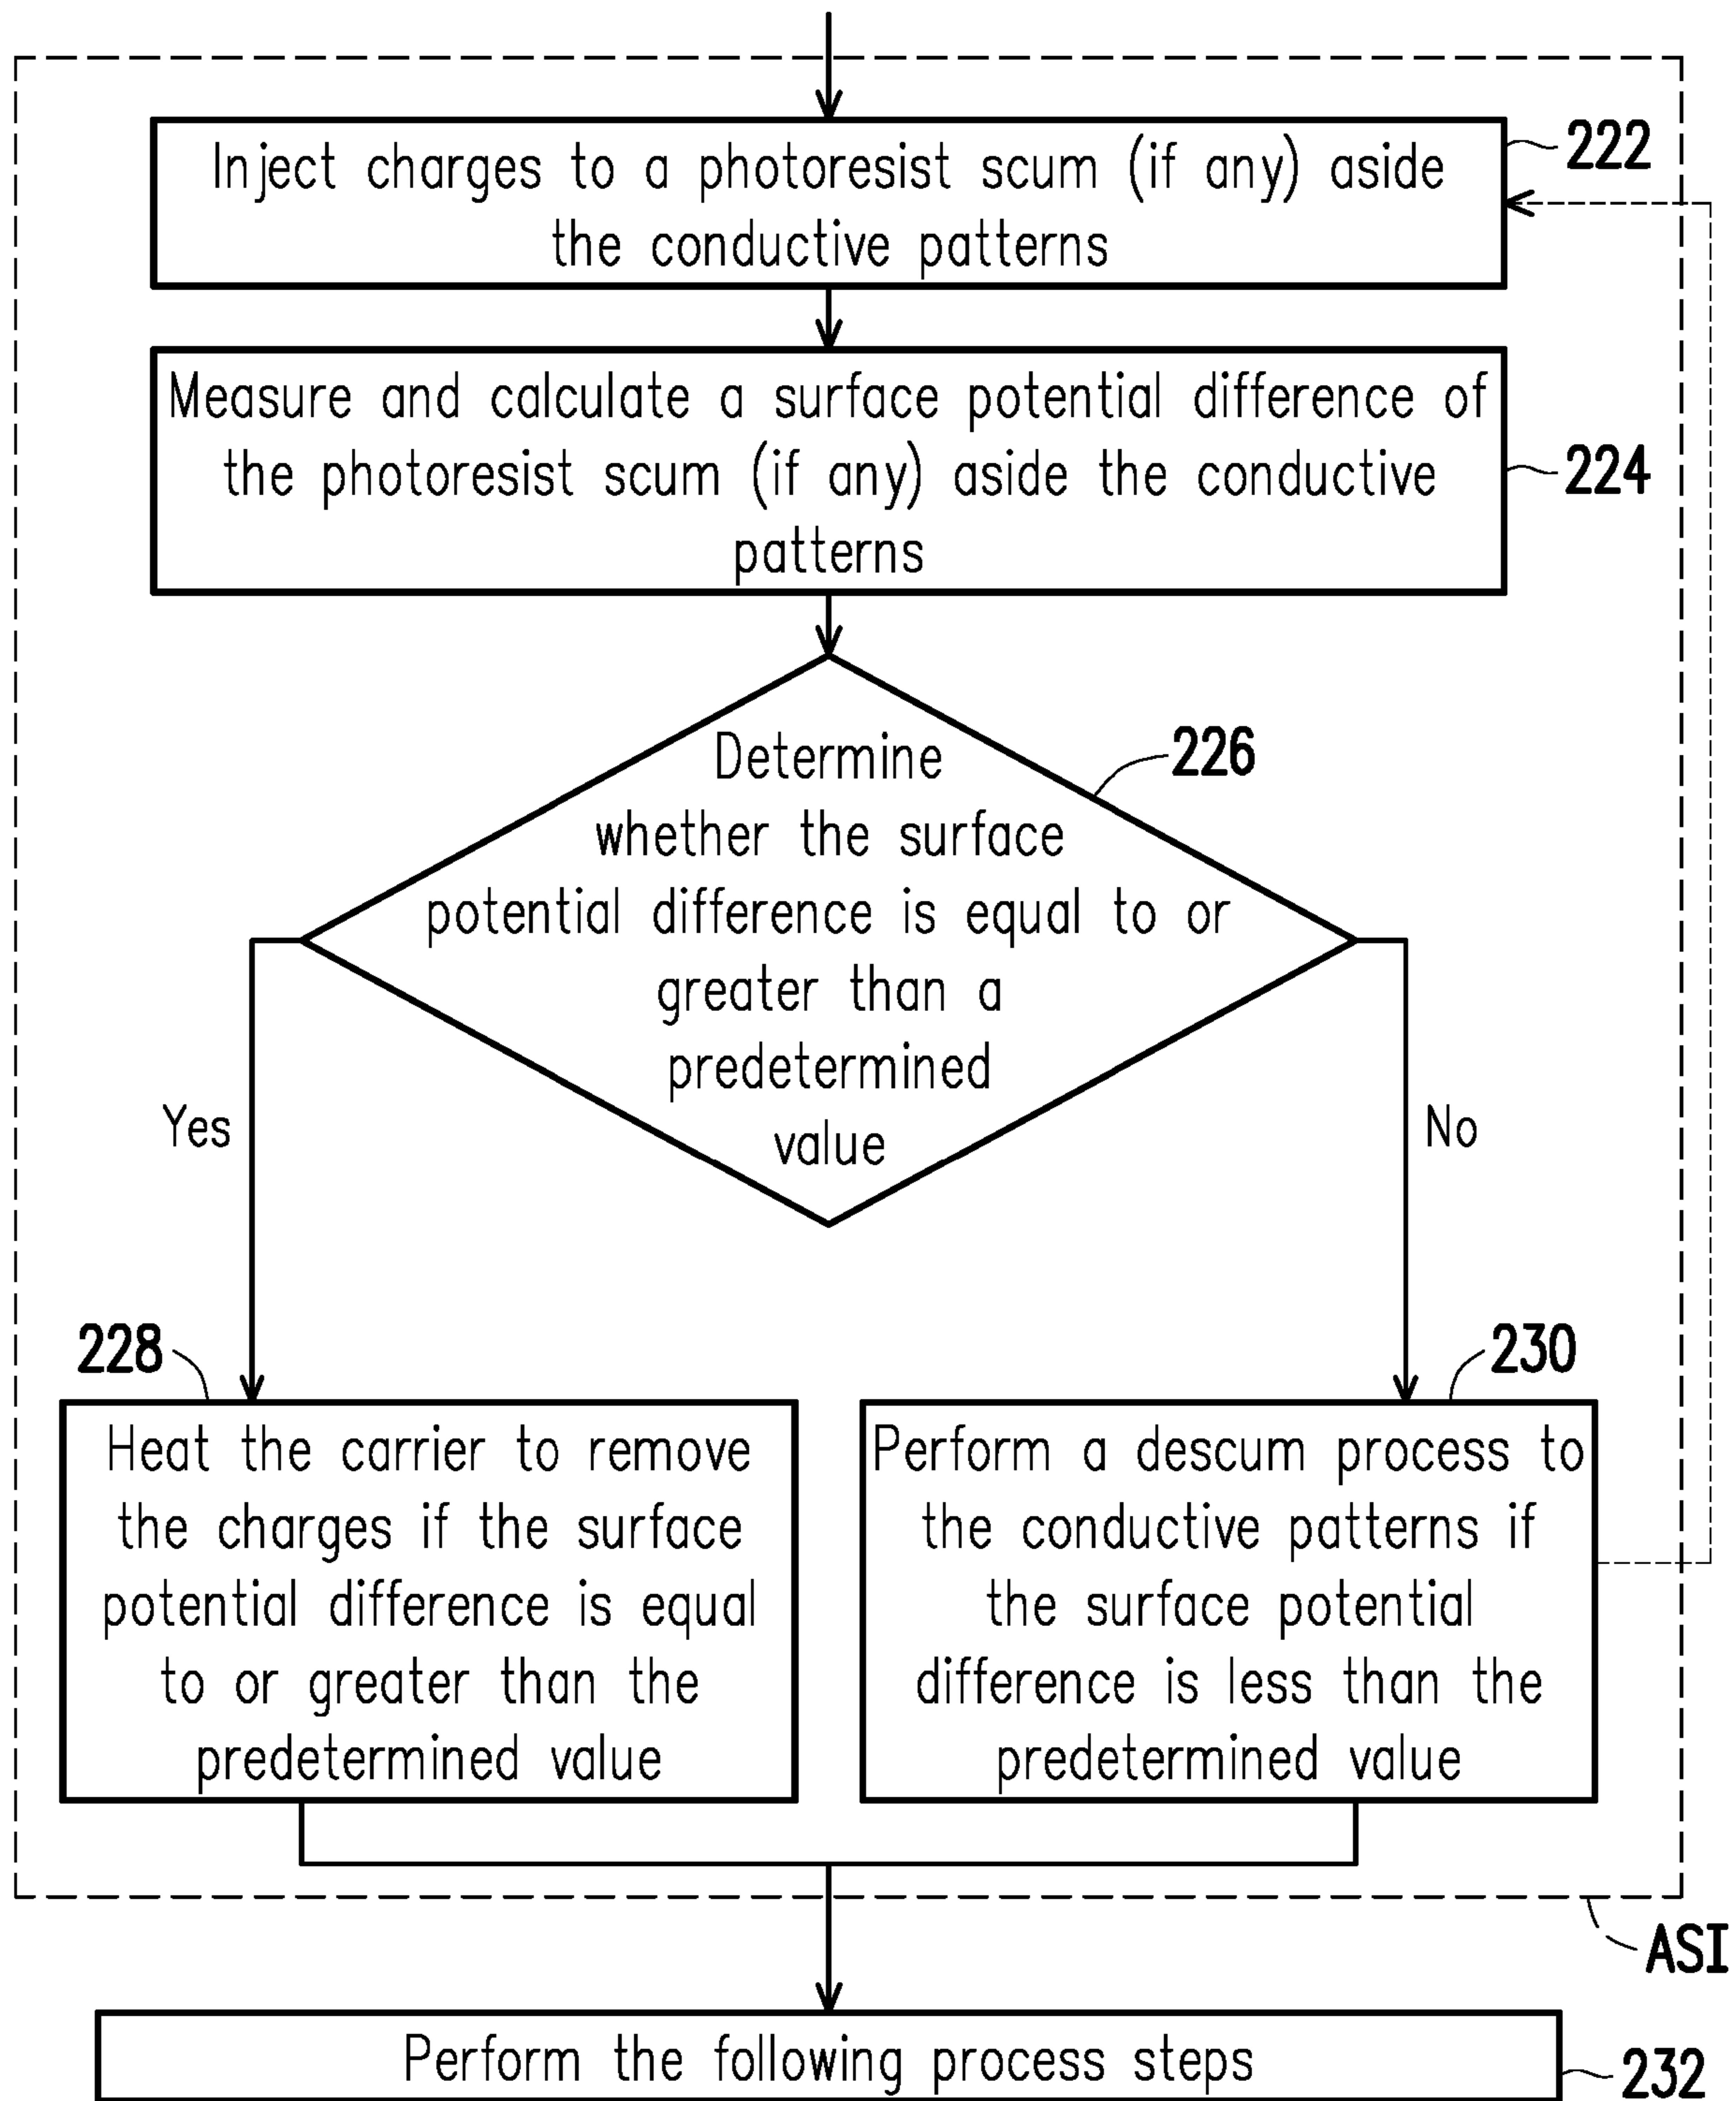 Inject charges to a photoresist scum (if any) aside
the conductive patterns
222
Measure and calculate a surface potential difference of
the photoresist scum (if any) aside the conductive
patterns
224
Determine
whether the surface
potential difference is equal to or
greater than a
predetermined
value
226
Yes
No
228
Heat the carrier to remove
the charges if the surface
potential difference is equal
to or greater than the
predetermined value
230
Perform a descum process to
the conductive patterns if
the surface potential
difference is less than the
predetermined value
ASI
Perform the following process steps
232